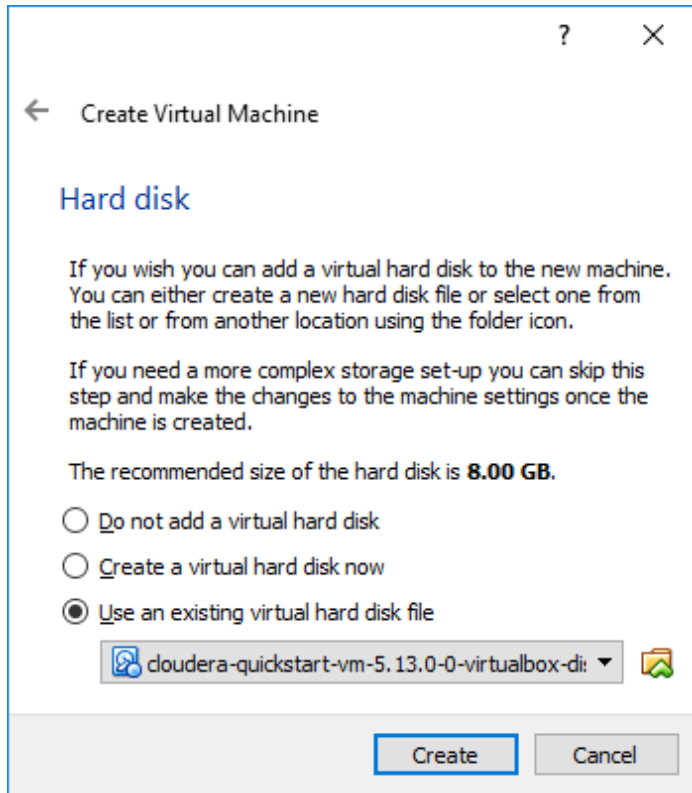 ?
Create Virtual Machine
Hard disk
If you wish you can add a virtual hard disk to the new machine.
You can either create a new hard disk file or select one from
the list or from another location using the folder icon.
If you need a more complex storage set-up you can skip this
step and make the changes to the machine settings once the
machine is created.
The recommended size of the hard disk is 8.00 GB.
Do not add a virtual hard disk
Create a virtual hard disk now
Use an existing virtual hard disk file
cloudera-quickstart-vm-5.13.0-0-virtualbox-di
Create Cancel